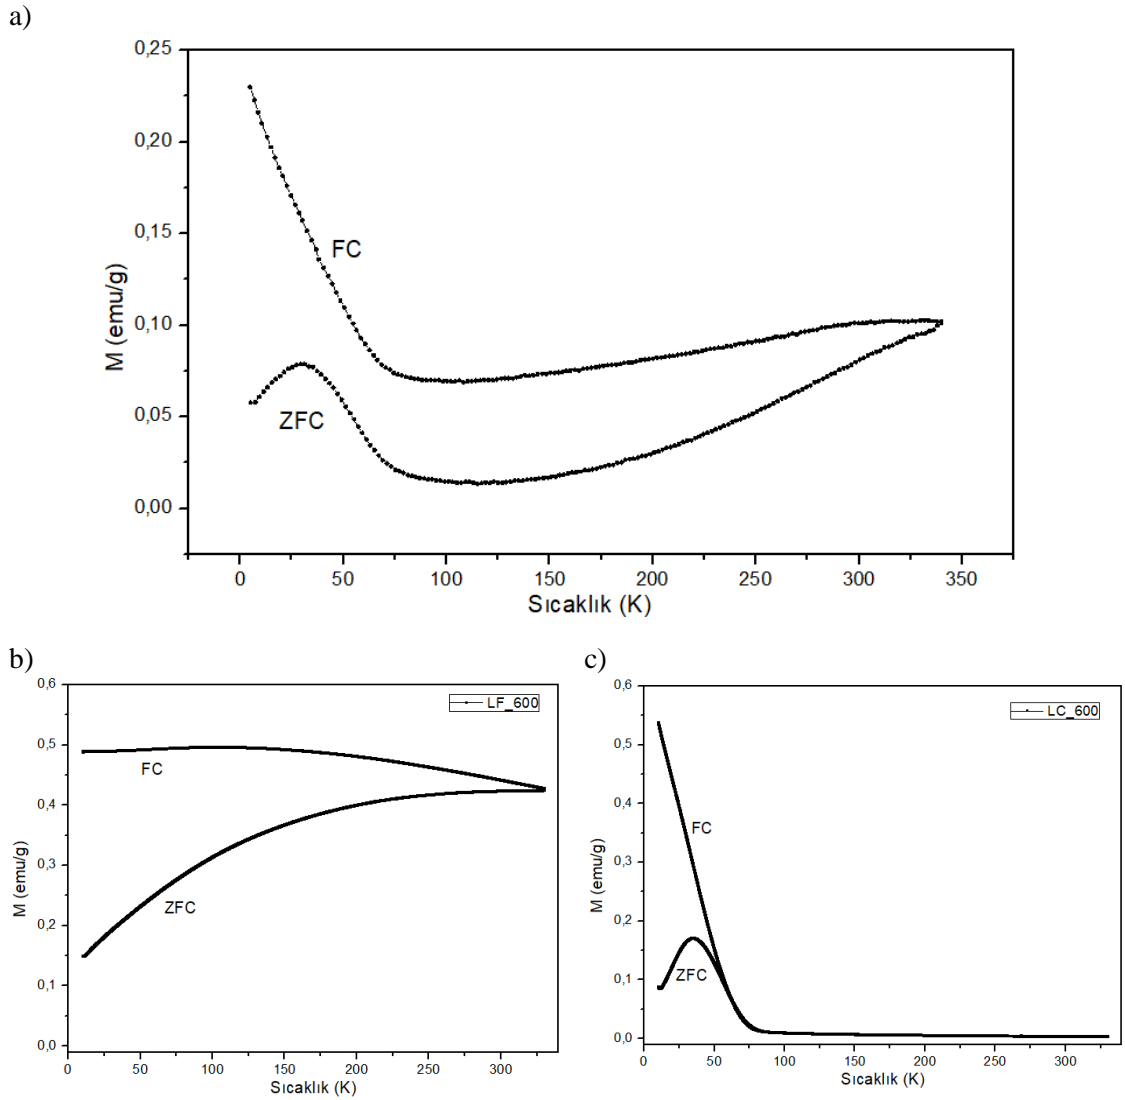 a)
0,25
0,20
0,15
0,10
0,05
0,00
M (emu/g)
FC
ZFC
0 50 100 150 200 250 300 350
Sıcaklık (K)
b)
0,6
0,5
0,4
0,3
0,2
0,1
0,0
M (emu/g)
LF_600
FC
ZFC
0 50 100 150 200 250 300
Sıcaklık (K)
c)
0,6
0,5
0,4
0,3
0,2
0,1
0,0
M (emu/g)
LC_600
FC
ZFC
0 50 100 150 200 250 300
Sıcaklık (K)